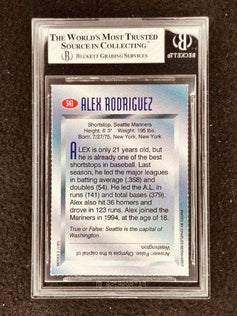 THE WORLD'S MOST TRUSTED
SOURCE IN COLLECTING™
BECKETT GRADING SERVICES
BECKETT
ALEX RODRIGUEZ
Shortstop, Seattle Mariners
Height: 6' 3" Weight: 195 lbs.
Born: 7/27/75, New York, New York
ALEX is only 21 years old, but
he is already one of the best
shortstops in baseball. Last
season, he led the major leagues
in batting average (.358) and
doubles (54). He led the A.L. in
runs (141) and total bases (379).
Alex also hit 36 homers and
drove in 123 runs. Alex joined the
Mariners in 1994, at the age of 18.
True or False: Seattle is the capital of
Washington.
Answer: False. Olympia is the capital of
Washington.